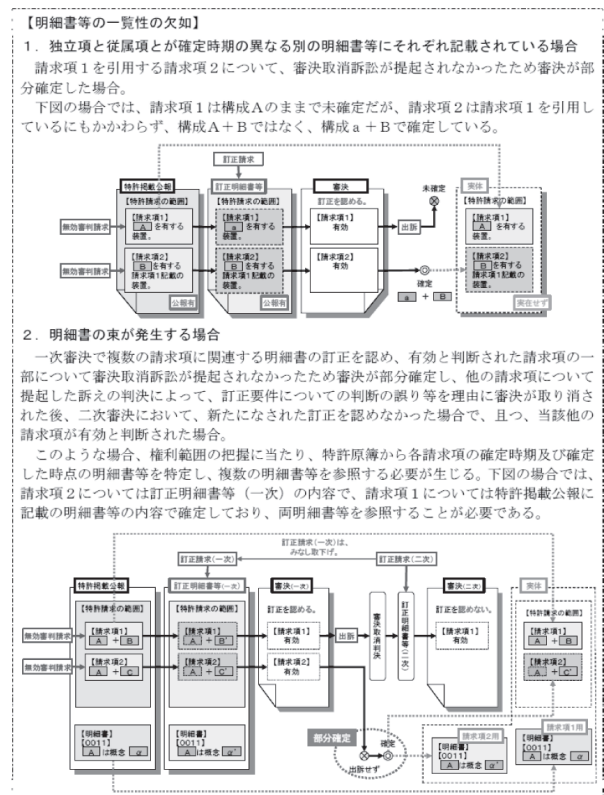 【明細書等の一覧性の欠如】
１．独立項と従属項とが確定時期の異なる別の明細書等にそれぞれ記載されている場合
請求項１を引用する請求項２について、審決取消訴訟が提起されなかったため審決が部
分確定した場合。
下図の場合では、請求項１は構成Aのままで未確定だが、請求項２は請求項１を引用し
ているにもかかわらず、構成A＋Bではなく、構成ａ＋Bで確定している。
訂正請求
特許掲載公報
訂正明細書等
審決
未確定
実体
【特許請求の範囲】
【特許請求の範囲】
訂正を認める。
【特許請求の範囲】
無効審判請求
【請求項1】
A を有する
装置。
【請求項1】
a を有する
装置。
【請求項1】
有効
出訴
【請求項1】
A を有する
装置。
無効審判請求
【請求項2】
B を有する
請求項1記載の
装置。
【請求項2】
B を有する
請求項1記載の
装置。
【請求項2】
有効
確定
a ＋ B
【請求項2】
B を有する
請求項1記載の
装置。
公報有
公報有
実在せず
２．明細書の束が発生する場合
一次審決で複数の請求項に関連する明細書の訂正を認め、有効と判断された請求項の一
部について審決取消訴訟が提起されなかったため審決が部分確定し、他の請求項について
提起した訴えの判決によって、訂正要件についての判断の誤り等を理由に審決が取り消さ
れた後、二次審決において、新たになされた訂正を認めなかった場合で、且つ、当該他の
請求項が有効と判断された場合。
このような場合、権利範囲の把握に当たり、特許原簿から各請求項の確定時期及び確定
した時点の明細書等を特定し、複数の明細書等を参照する必要が生じる。下図の場合では、
請求項２については訂正明細書等（一次）の内容で、請求項１については特許掲載公報に
記載の明細書等の内容で確定しており、両明細書等を参照することが必要である。
訂正請求(一次)は、
みなし取下げ。
訂正請求(一次)
訂正請求(二次)
特許掲載公報
訂正明細書等(一次)
審決(一次)
審決(二次)
実体
【特許請求の範囲】
【特許請求の範囲】
訂正を認める。
審決取消判決
訂正明細書等(二次)
訂正を認めない。
【特許請求の範囲】
無効審判請求
【請求項1】
A ＋ B
【請求項1】
A ＋ B'
【請求項1】
有効
出訴
【請求項1】
有効
【請求項1】
A ＋ B
無効審判請求
【請求項2】
A ＋ C
【請求項2】
A ＋ C'
【請求項2】
有効
【請求項2】
A ＋ C'
部分確定
確定
出訴せず
【明細書】
【0011】
A は概念 α
【明細書】
【0011】
A は概念 α'
請求項2用
【明細書】
【0011】
A は概念 α'
請求項1用
【明細書】
【0011】
A は概念 α